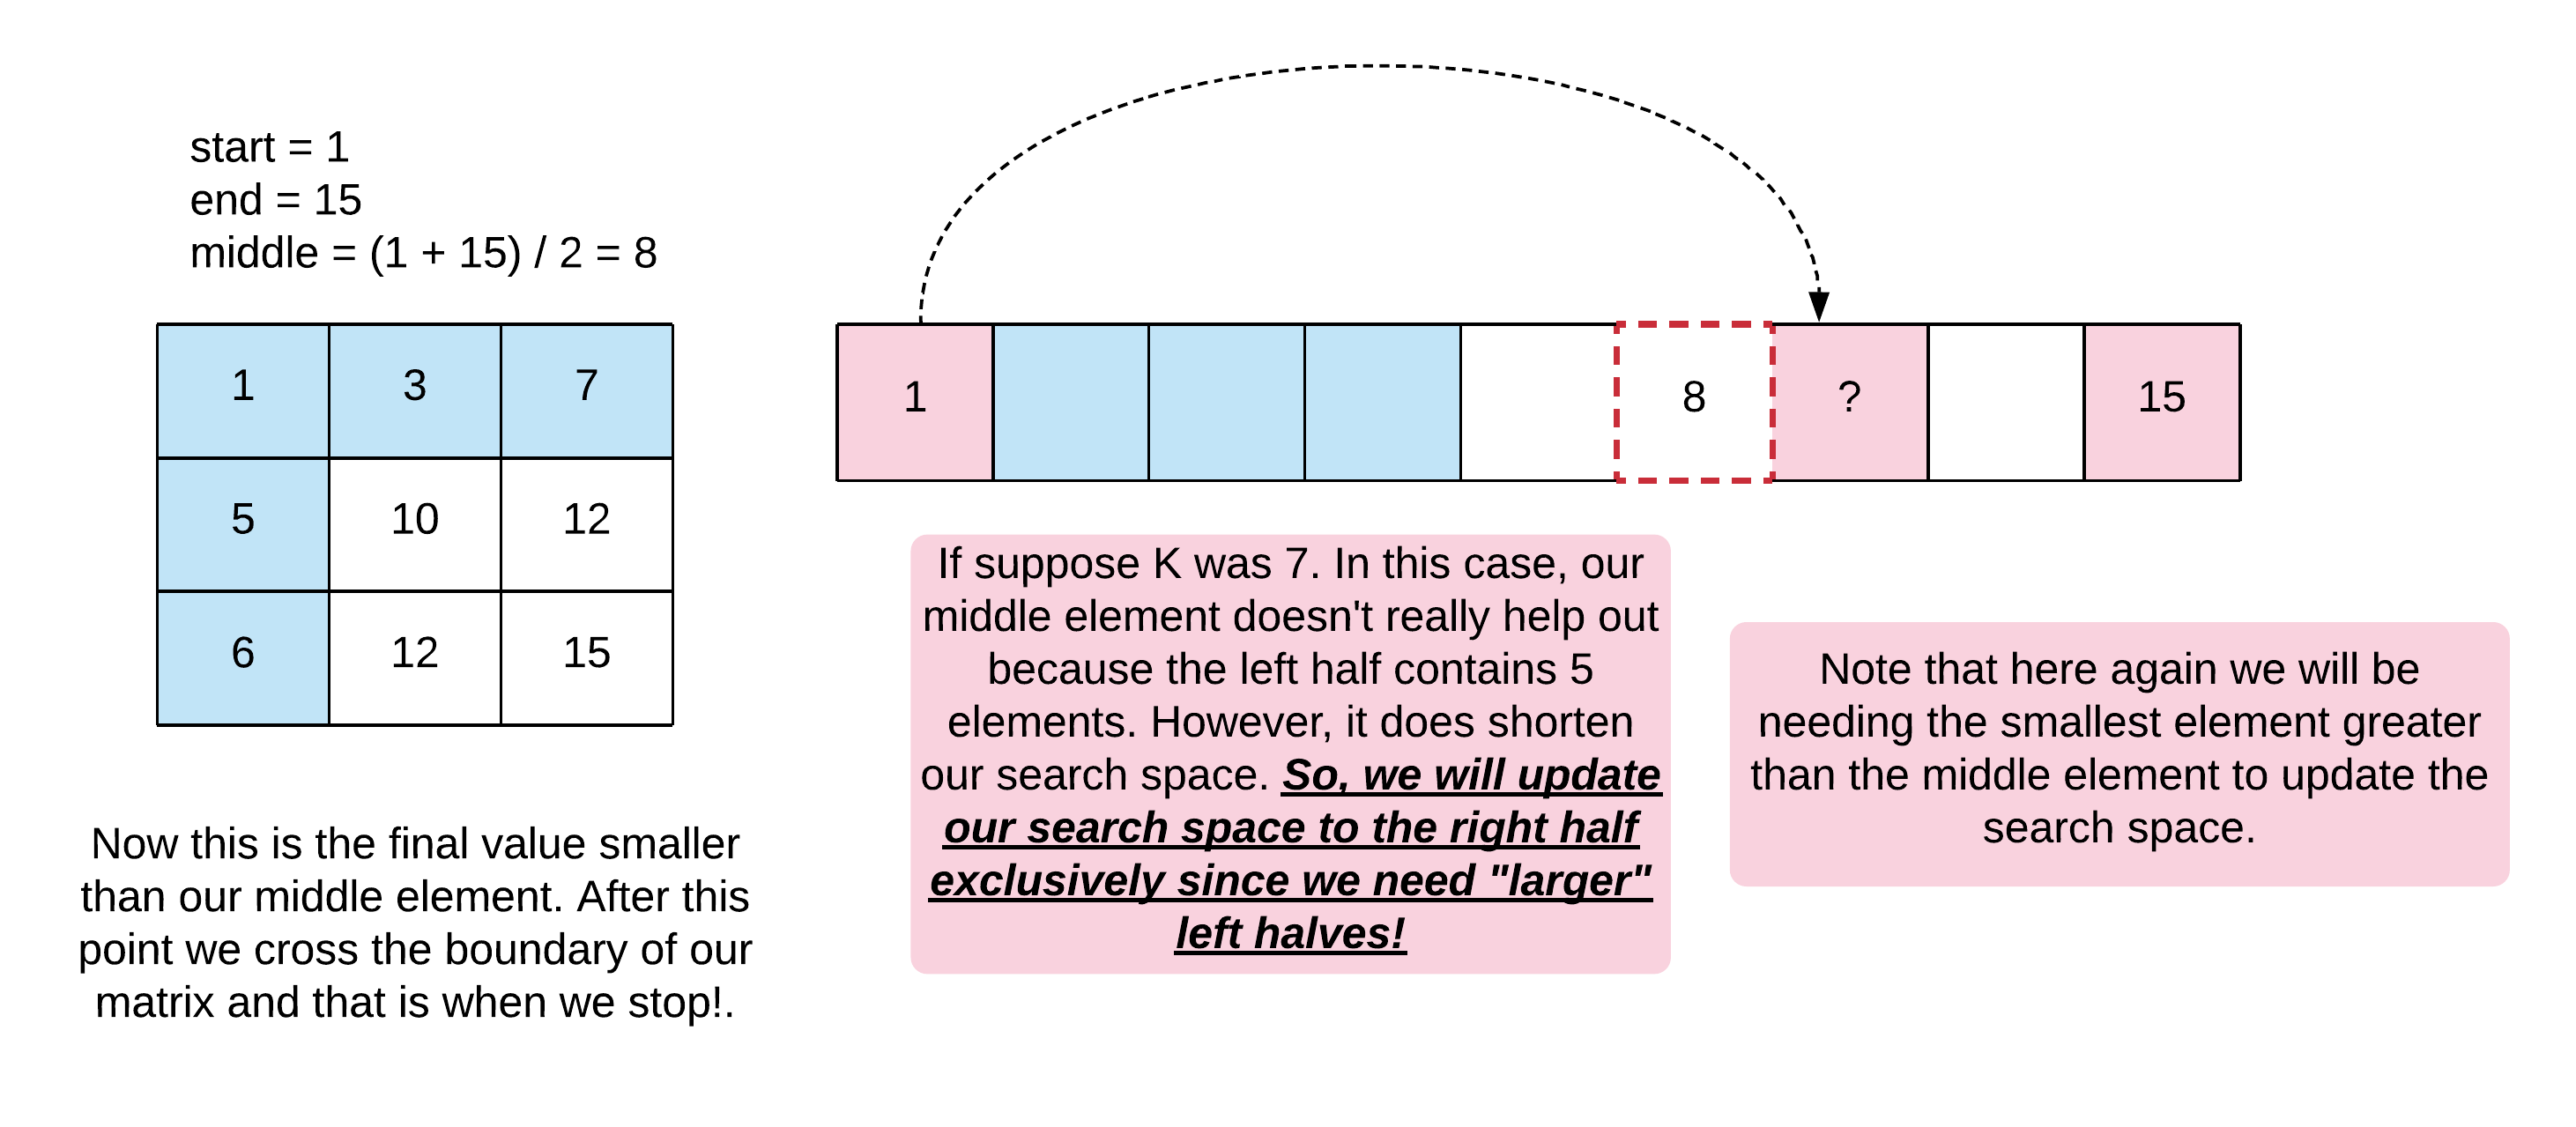 start = 1
end = 15
middle = (1 + 15) / 2 = 8
1 3 7
5 10 12
6 12 15
Now this is the final value smaller
than our middle element. After this
point we cross the boundary of our
matrix and that is when we stop!.
1 8 ? 15
If suppose K was 7. In this case, our
middle element doesn't really help out
because the left half contains 5
elements. However, it does shorten
our search space. So, we will update
our search space to the right half
exclusively since we need "larger"
left halves!
Note that here again we will be
needing the smallest element greater
than the middle element to update the
search space.